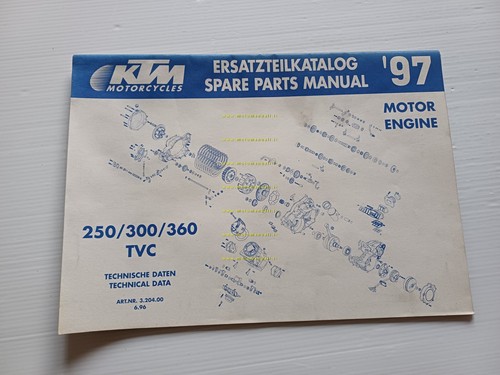 KTM
MOTORCYCLES
ERSATZTEILKATALOG
SPARE PARTS MANUAL
'97
MOTOR
ENGINE
250/300/360
TVC
TECHNISCHE DATEN
TECHNICAL DATA
ART.NR. 3.204.00
6.96